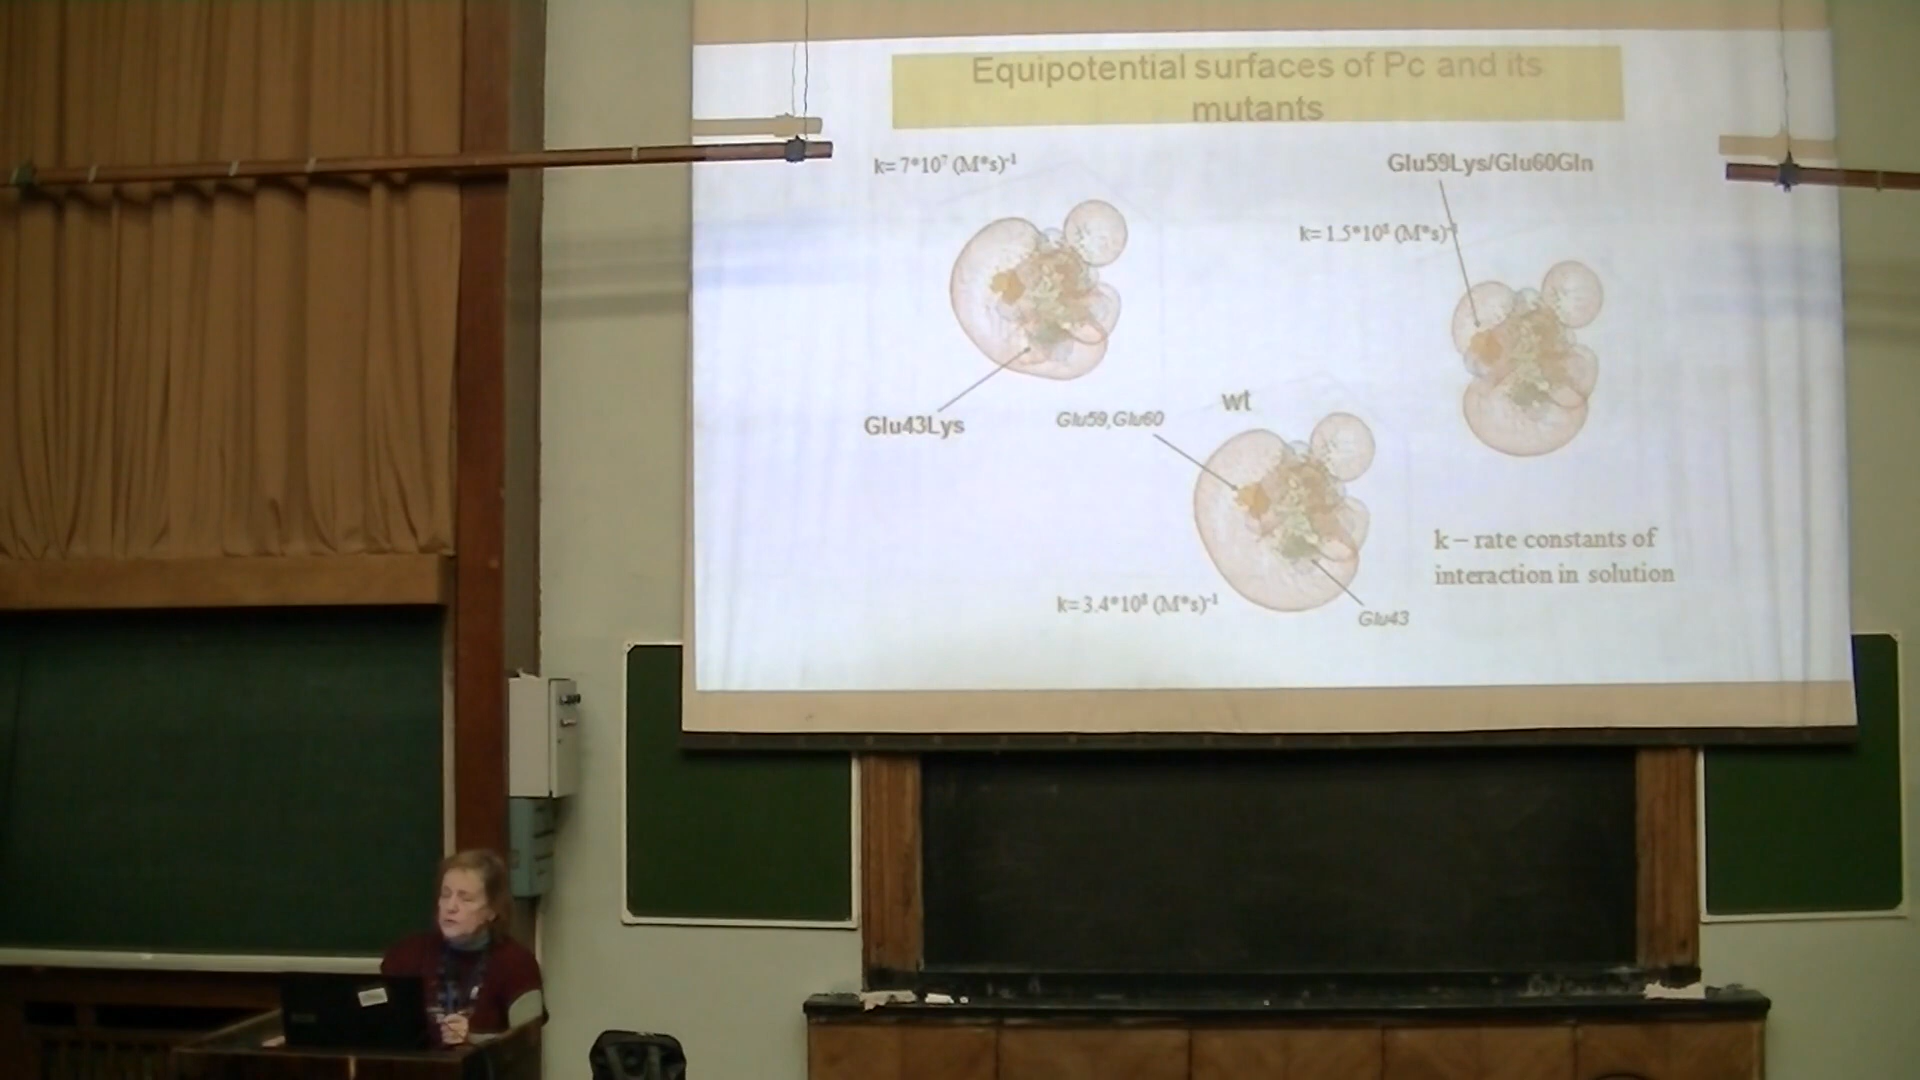 Equipotential surfaces of Pc and its
mutants
k= 7*10⁷ (M*s)⁻¹
Glu59Lys/Glu60Gln
k= 1.5*10⁸ (M*s)⁻¹
Glu43Lys
Glu59,Glu60
wt
k – rate constants of
interaction in solution
k= 3.4*10⁸ (M*s)⁻¹
Glu43